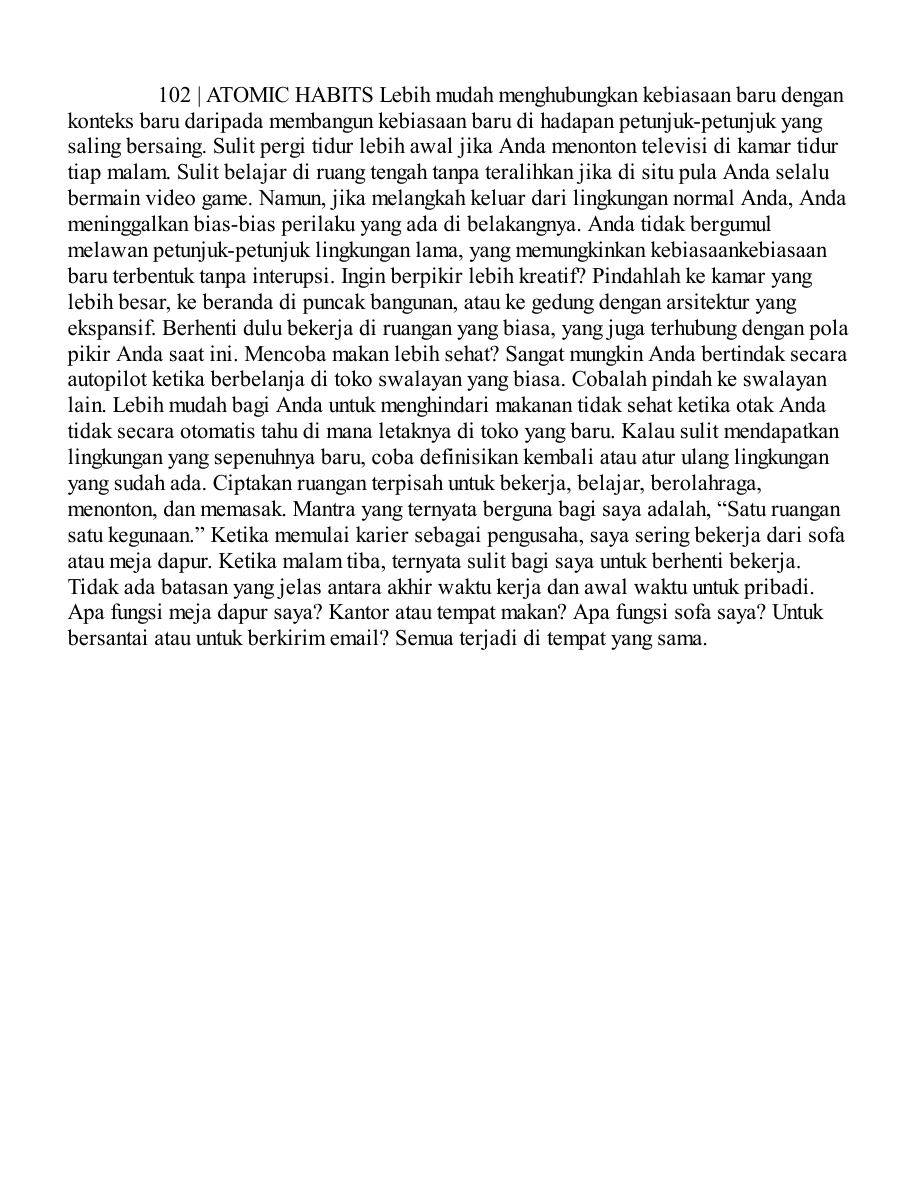 102 | ATOMIC HABITS Lebih mudah menghubungkan kebiasaan baru dengan
konteks baru daripada membangun kebiasaan baru di hadapan petunjuk-petunjuk yang
saling bersaing. Sulit pergi tidur lebih awal jika Anda menonton televisi di kamar tidur
tiap malam. Sulit belajar di ruang tengah tanpa teralihkan jika di situ pula Anda selalu
bermain video game. Namun, jika melangkah keluar dari lingkungan normal Anda, Anda
meninggalkan bias-bias perilaku yang ada di belakangnya. Anda tidak bergumul
melawan petunjuk-petunjuk lingkungan lama, yang memungkinkan kebiasaankebiasaan
baru terbentuk tanpa interupsi. Ingin berpikir lebih kreatif? Pindahlah ke kamar yang
lebih besar, ke beranda di puncak bangunan, atau ke gedung dengan arsitektur yang
ekspansif. Berhenti dulu bekerja di ruangan yang biasa, yang juga terhubung dengan pola
pikir Anda saat ini. Mencoba makan lebih sehat? Sangat mungkin Anda bertindak secara
autopilot ketika berbelanja di toko swalayan yang biasa. Cobalah pindah ke swalayan
lain. Lebih mudah bagi Anda untuk menghindari makanan tidak sehat ketika otak Anda
tidak secara otomatis tahu di mana letaknya di toko yang baru. Kalau sulit mendapatkan
lingkungan yang sepenuhnya baru, coba definisikan kembali atau atur ulang lingkungan
yang sudah ada. Ciptakan ruangan terpisah untuk bekerja, belajar, berolahraga,
menonton, dan memasak. Mantra yang ternyata berguna bagi saya adalah, “Satu ruangan
satu kegunaan.” Ketika memulai karier sebagai pengusaha, saya sering bekerja dari sofa
atau meja dapur. Ketika malam tiba, ternyata sulit bagi saya untuk berhenti bekerja.
Tidak ada batasan yang jelas antara akhir waktu kerja dan awal waktu untuk pribadi.
Apa fungsi meja dapur saya? Kantor atau tempat makan? Apa fungsi sofa saya? Untuk
bersantai atau untuk berkirim email? Semua terjadi di tempat yang sama.